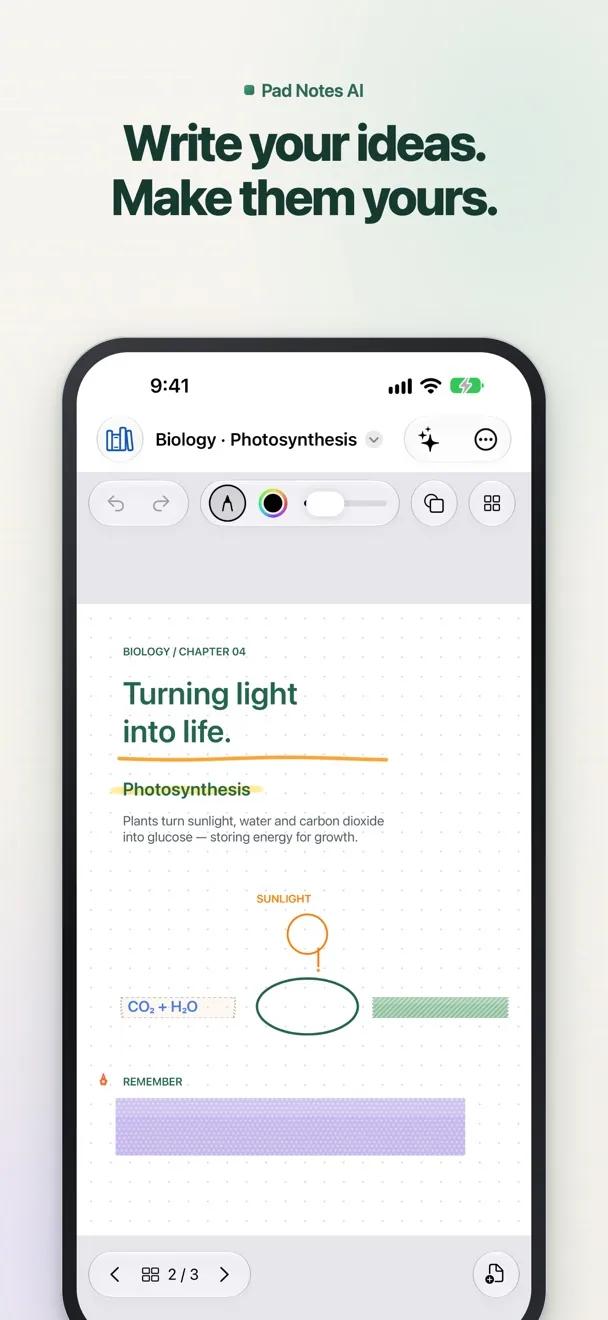 Pad Notes AI
Write your ideas.
Make them yours.
9:41
Biology · Photosynthesis
BIOLOGY / CHAPTER 04
Turning light
into life.
Photosynthesis
Plants turn sunlight, water and carbon dioxide
into glucose — storing energy for growth.
SUNLIGHT
CO₂ + H₂O
REMEMBER
2 / 3